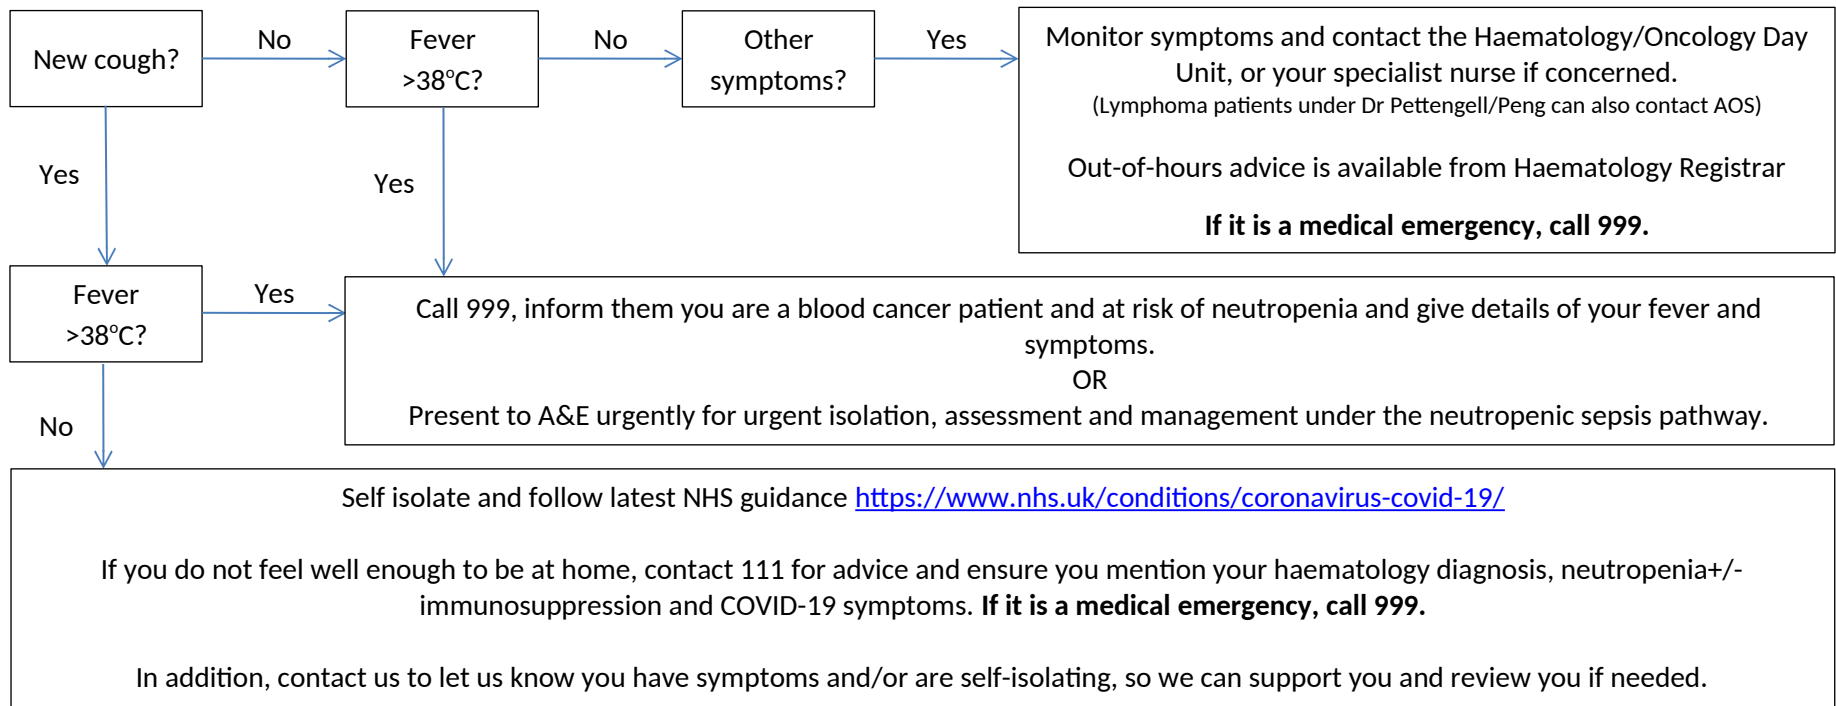 New cough?
No
Fever
>38°C?
No
Other
symptoms?
Yes
Monitor symptoms and contact the Haematology/Oncology Day
Unit, or your specialist nurse if concerned.
(Lymphoma patients under Dr Pettengell/Peng can also contact AOS)
Out-of-hours advice is available from Haematology Registrar
If it is a medical emergency, call 999.
Yes
Yes
Fever
>38°C?
Yes
Call 999, inform them you are a blood cancer patient and at risk of neutropenia and give details of your fever and
symptoms.
OR
Present to A&E urgently for urgent isolation, assessment and management under the neutropenic sepsis pathway.
No
Self isolate and follow latest NHS guidance https://www.nhs.uk/conditions/coronavirus-covid-19/
If you do not feel well enough to be at home, contact 111 for advice and ensure you mention your haematology diagnosis, neutropenia+/-
immunosuppression and COVID-19 symptoms. If it is a medical emergency, call 999.
In addition, contact us to let us know you have symptoms and/or are self-isolating, so we can support you and review you if needed.